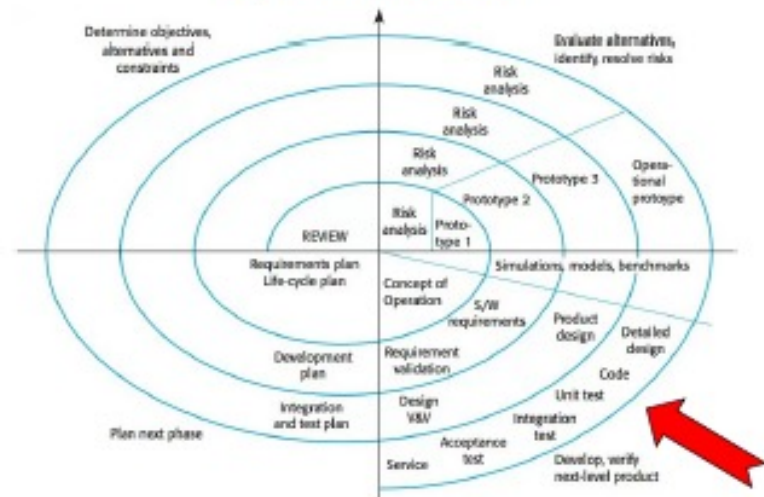 Determine objectives,
alternatives and
constraints
Evaluate alternatives,
identify, resolve risks
Risk
analysis
Risk
analysis
Risk
analysis
Risk
analysis
Proto-
type 1
Prototype 2
Prototype 3
Opera-
tional
protoype
REVIEW
Requirements plan
Life-cycle plan
Simulations, models, benchmarks
Concept of
Operation
S/W
requirements
Product
design
Detailed
design
Development
plan
Requirement
validation
Code
Unit test
Integration
and test plan
Design
V&V
Integration
test
Plan next phase
Acceptance
test
Service
Develop, verify
next-level product